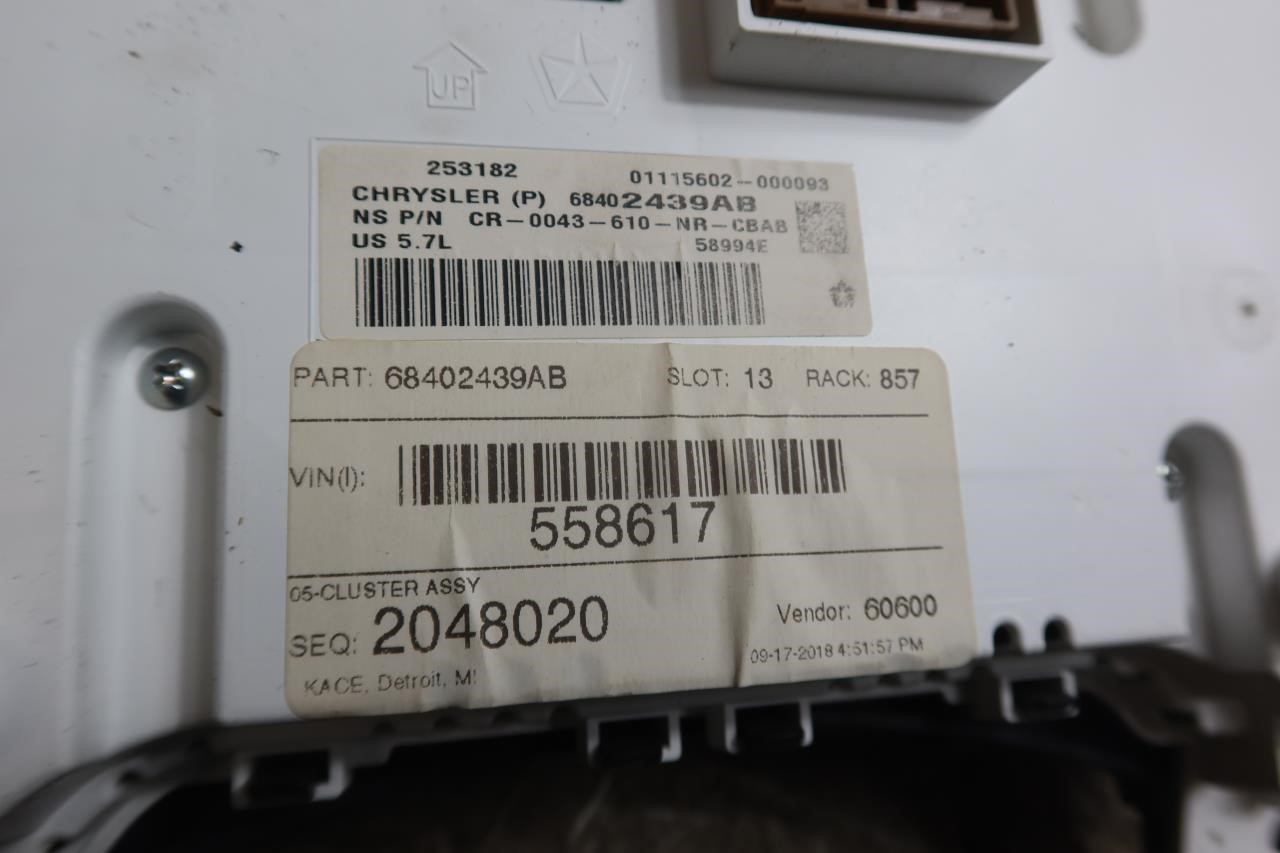 UP
253182 01115602-000093
CHRYSLER (P) 68402439AB
NS P/N CR-0043-610-NR-CBAB
US 5.7L 58994E
PART: 68402439AB SLOT: 13 RACK: 857
VIN(I):
558617
05-CLUSTER ASSY
SEQ: 2048020 Vendor: 60600
09-17-2018 4:51:57 PM
KACE, Detroit, MI